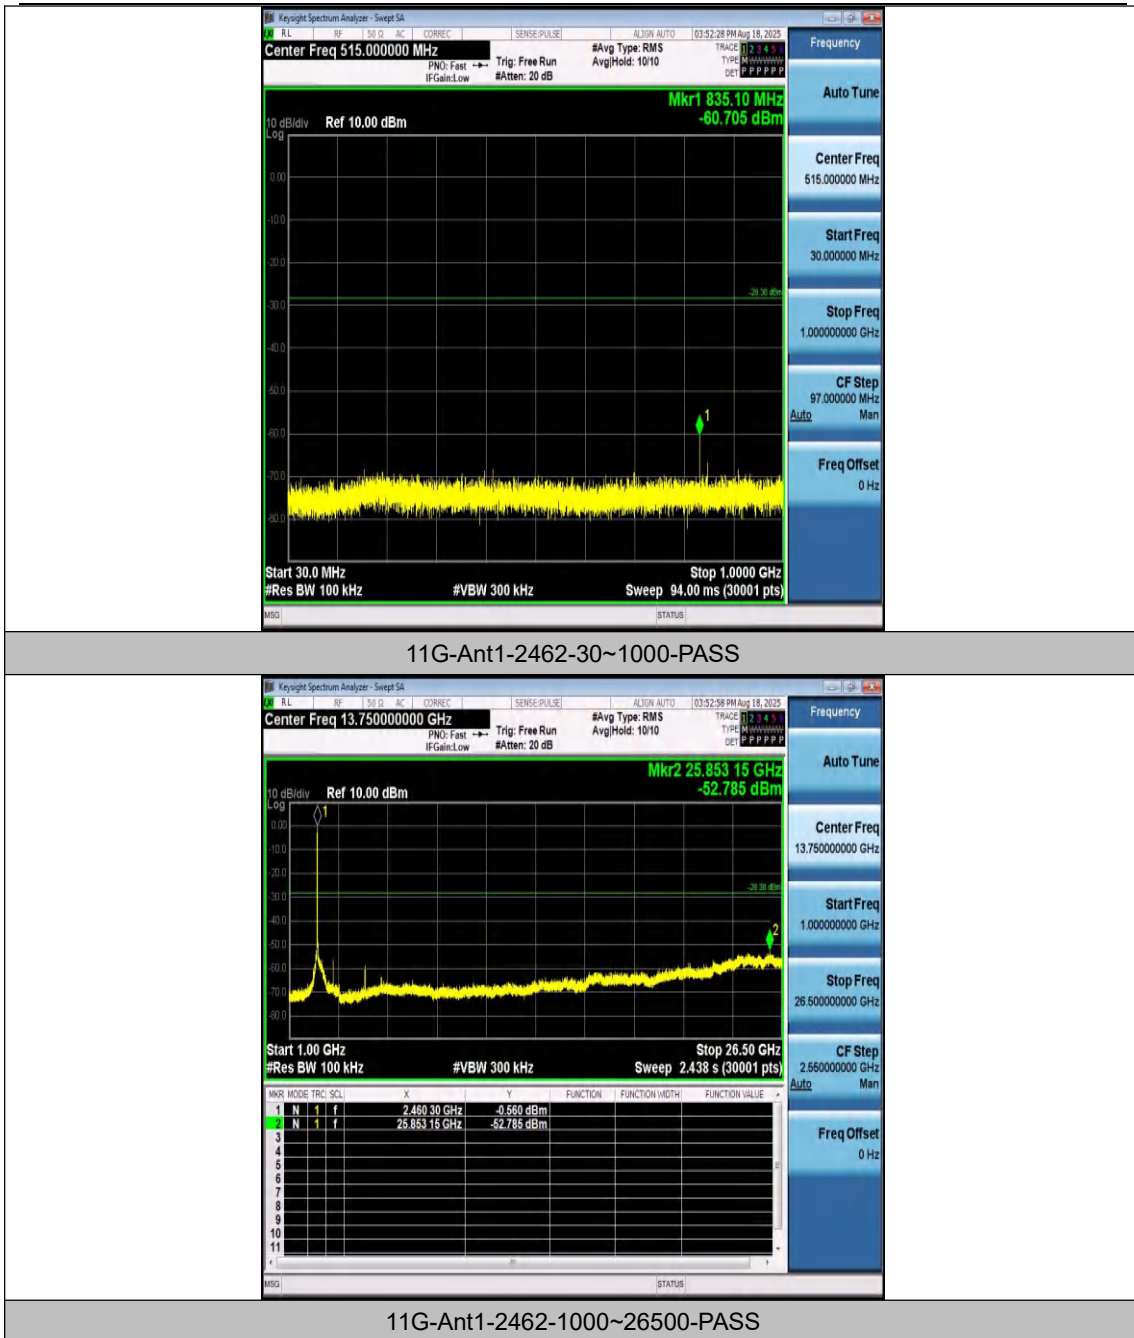 Keysight Spectrum Analyzer - Swept SA
RL RF 50 Ω AC CORREC SENSE:PULSE ALIGN AUTO 03:52:28 PM Aug 18, 2025
Center Freq 515.000000 MHz
PNO: Fast
IFGain:Low
Trig: Free Run
#Atten: 20 dB
#Avg Type: RMS
Avg|Hold: 10/10
TRACE 1 2 3 4 5 6
TYPE M WWWWW
DET P P P P P P
Frequency
Mkr1 835.10 MHz
-60.705 dBm
10 dB/div Ref 10.00 dBm
Log
0.00
-10.0
-20.0
-28.38 dBm
-30.0
-40.0
-50.0
-60.0
-70.0
-80.0
1
Start 30.0 MHz Stop 1.0000 GHz
#Res BW 100 kHz #VBW 300 kHz Sweep 94.00 ms (30001 pts)
Auto Tune
Center Freq
515.000000 MHz
Start Freq
30.000000 MHz
Stop Freq
1.000000000 GHz
CF Step
97.000000 MHz
Auto Man
Freq Offset
0 Hz
MSG STATUS
11G-Ant1-2462-30~1000-PASS
Keysight Spectrum Analyzer - Swept SA
RL RF 50 Ω AC CORREC SENSE:PULSE ALIGN AUTO 03:52:58 PM Aug 18, 2025
Center Freq 13.750000000 GHz
PNO: Fast
IFGain:Low
Trig: Free Run
#Atten: 20 dB
#Avg Type: RMS
Avg|Hold: 10/10
TRACE 1 2 3 4 5 6
TYPE M WWWWW
DET P P P P P P
Frequency
Mkr2 25.853 15 GHz
-52.785 dBm
10 dB/div Ref 10.00 dBm
Log
0.00
-10.0
-20.0
-28.38 dBm
-30.0
-40.0
-50.0
-60.0
-70.0
-80.0
1
2
Start 1.00 GHz Stop 26.50 GHz
#Res BW 100 kHz #VBW 300 kHz Sweep 2.438 s (30001 pts)
MKR MODE TRC SCL X Y FUNCTION FUNCTION WIDTH FUNCTION VALUE
1 N 1 f 2.460 30 GHz -0.560 dBm
2 N 1 f 25.853 15 GHz -52.785 dBm
3
4
5
6
7
8
9
10
11
Auto Tune
Center Freq
13.750000000 GHz
Start Freq
1.000000000 GHz
Stop Freq
26.500000000 GHz
CF Step
2.550000000 GHz
Auto Man
Freq Offset
0 Hz
MSG STATUS
11G-Ant1-2462-1000~26500-PASS